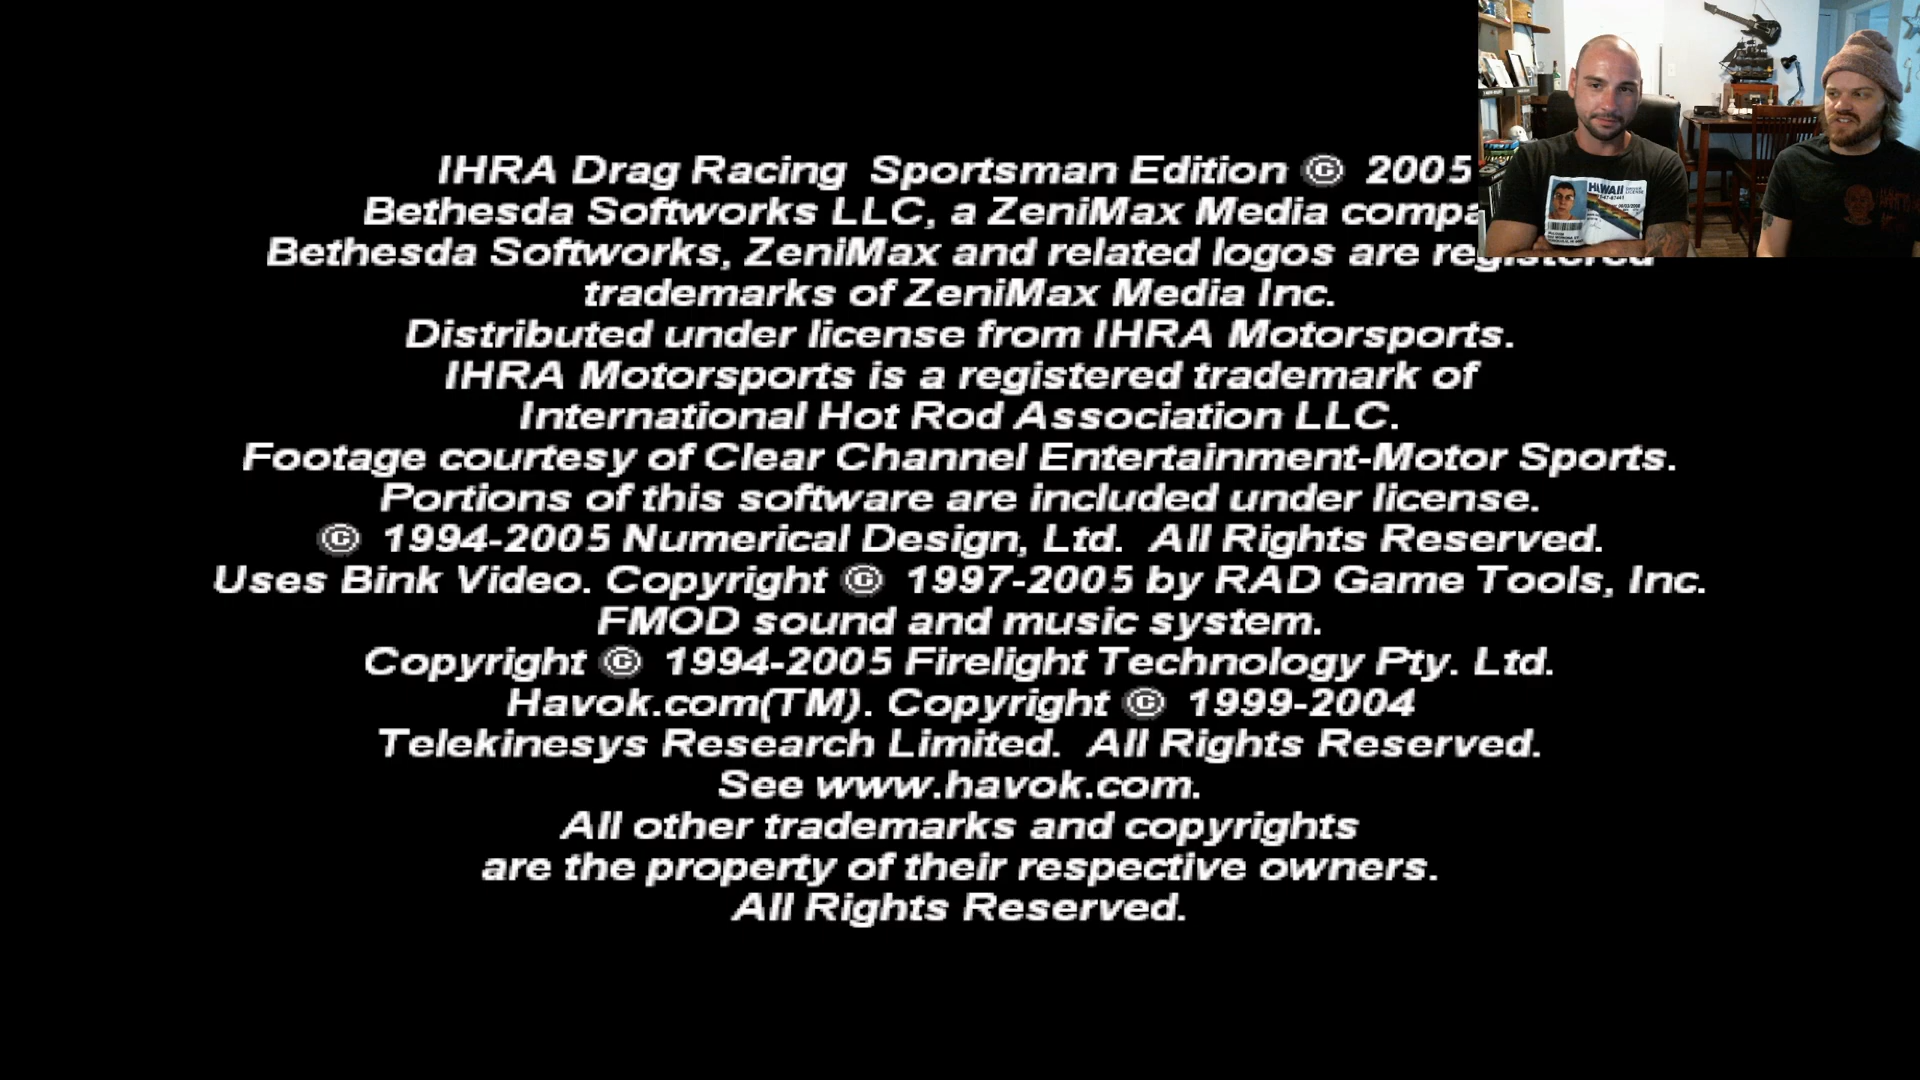 IHRA Drag Racing  Sportsman Edition © 2005
Bethesda Softworks LLC, a ZeniMax Media
Bethesda Softworks, ZeniMax and related logos are registered
trademarks of ZeniMax Media Inc.
Distributed under license from IHRA Motorsports.
IHRA Motorsports is a registered trademark of
International Hot Rod Association LLC.
Footage courtesy of Clear Channel Entertainment-Motor Sports.
Portions of this software are included under license.
© 1994-2005 Numerical Design, Ltd.  All Rights Reserved.
Uses Bink Video. Copyright © 1997-2005 by RAD Game Tools, Inc.
FMOD sound and music system.
Copyright © 1994-2005 Firelight Technology Pty. Ltd.
Havok.com(TM). Copyright © 1999-2004
Telekinesys Research Limited.  All Rights Reserved.
See www.havok.com.
All other trademarks and copyrights
are the property of their respective owners.
All Rights Reserved.
HAWAII